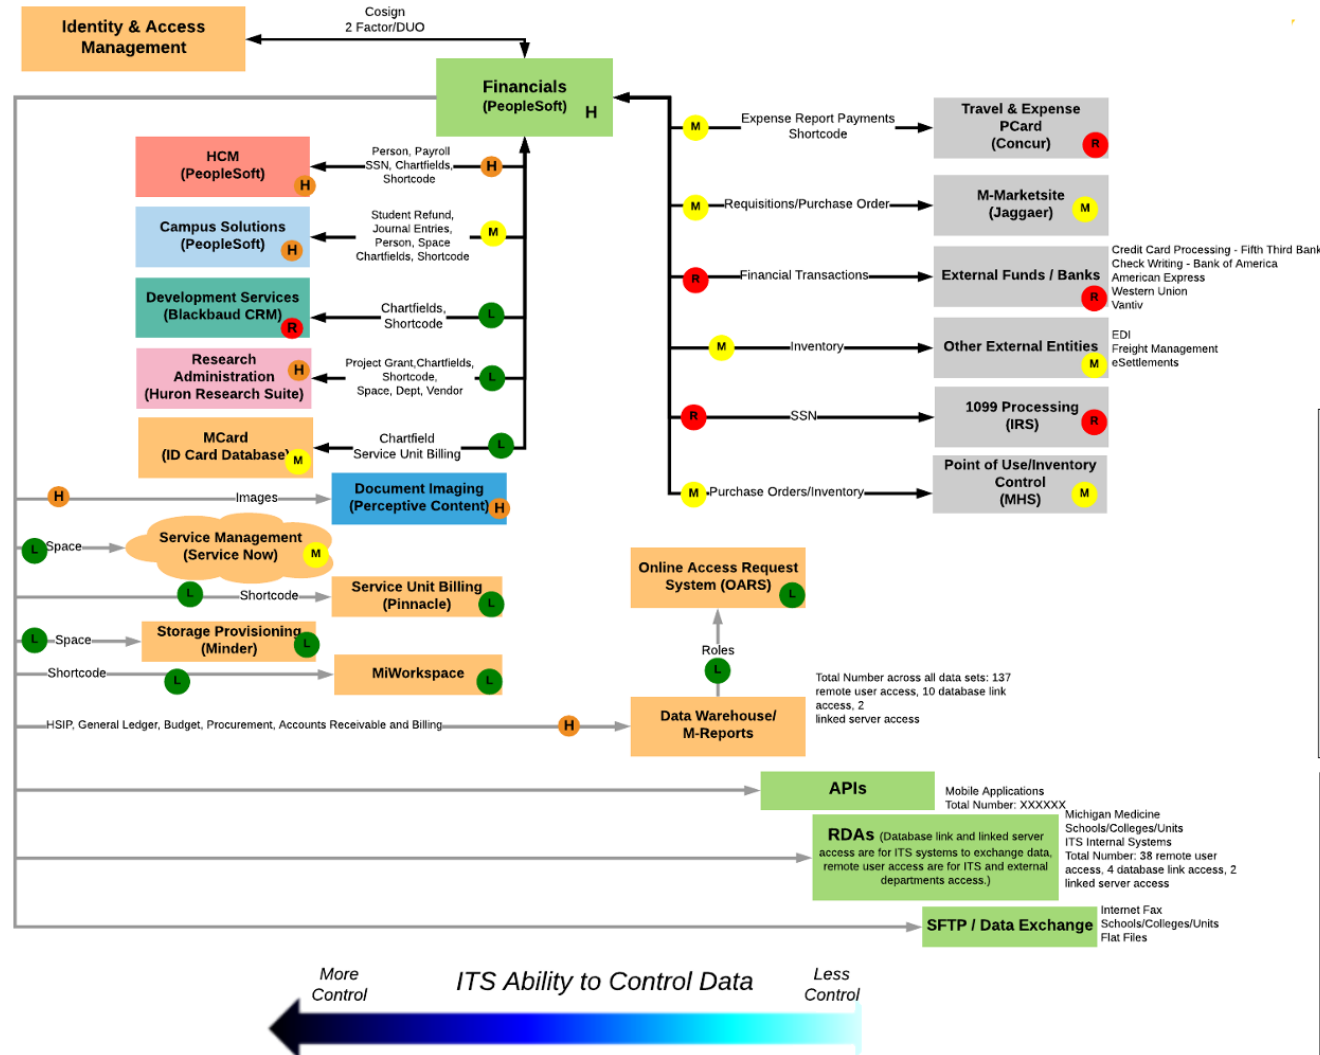 Identity & Access
Management
Cosign
2 Factor/DUO
Financials
(PeopleSoft)
H
HCM
(PeopleSoft)
H
Person, Payroll
SSN, Chartfields,
Shortcode
H
Campus Solutions
(PeopleSoft)
H
Student Refund,
Journal Entries,
Person, Space
Chartfields, Shortcode
M
Development Services
(Blackbaud CRM)
R
Chartfields,
Shortcode
L
Research
Administration
(Huron Research Suite)
H
Project Grant,Chartfields,
Shortcode,
Space, Dept, Vendor
L
MCard
(ID Card Database)
M
Chartfield
Service Unit Billing
L
M
Expense Report Payments
Shortcode
Travel & Expense
PCard
(Concur)
R
M
Requisitions/Purchase Order
M-Marketsite
(Jaggaer)
M
R
Financial Transactions
External Funds / Banks
R
Credit Card Processing - Fifth Third Bank
Check Writing - Bank of America
American Express
Western Union
Vantiv
M
Inventory
Other External Entities
M
EDI
Freight Management
eSettlements
R
SSN
1099 Processing
(IRS)
R
M
Purchase Orders/Inventory
Point of Use/Inventory
Control
(MHS)
M
H
Images
Document Imaging
(Perceptive Content)
H
L
Space
Service Management
(Service Now)
M
L
Shortcode
Service Unit Billing
(Pinnacle)
L
L
Space
Storage Provisioning
(Minder)
L
Shortcode
L
MiWorkspace
L
Online Access Request
System (OARS)
L
Roles
L
HSIP, General Ledger, Budget, Procurement, Accounts Receivable and Billing
H
Data Warehouse/
M-Reports
Total Number across all data sets: 137
remote user access, 10 database link
access, 2
linked server access
APIs
Mobile Applications
Total Number: XXXXXX
RDAs (Database link and linked server
access are for ITS systems to exchange data,
remote user access are for ITS and external
departments access.)
Michigan Medicine
Schools/Colleges/Units
ITS Internal Systems
Total Number: 38 remote user
access, 4 database link access, 2
linked server access
SFTP / Data Exchange
Internet Fax
Schools/Colleges/Units
Flat Files
More
Control
ITS Ability to Control Data
Less
Control